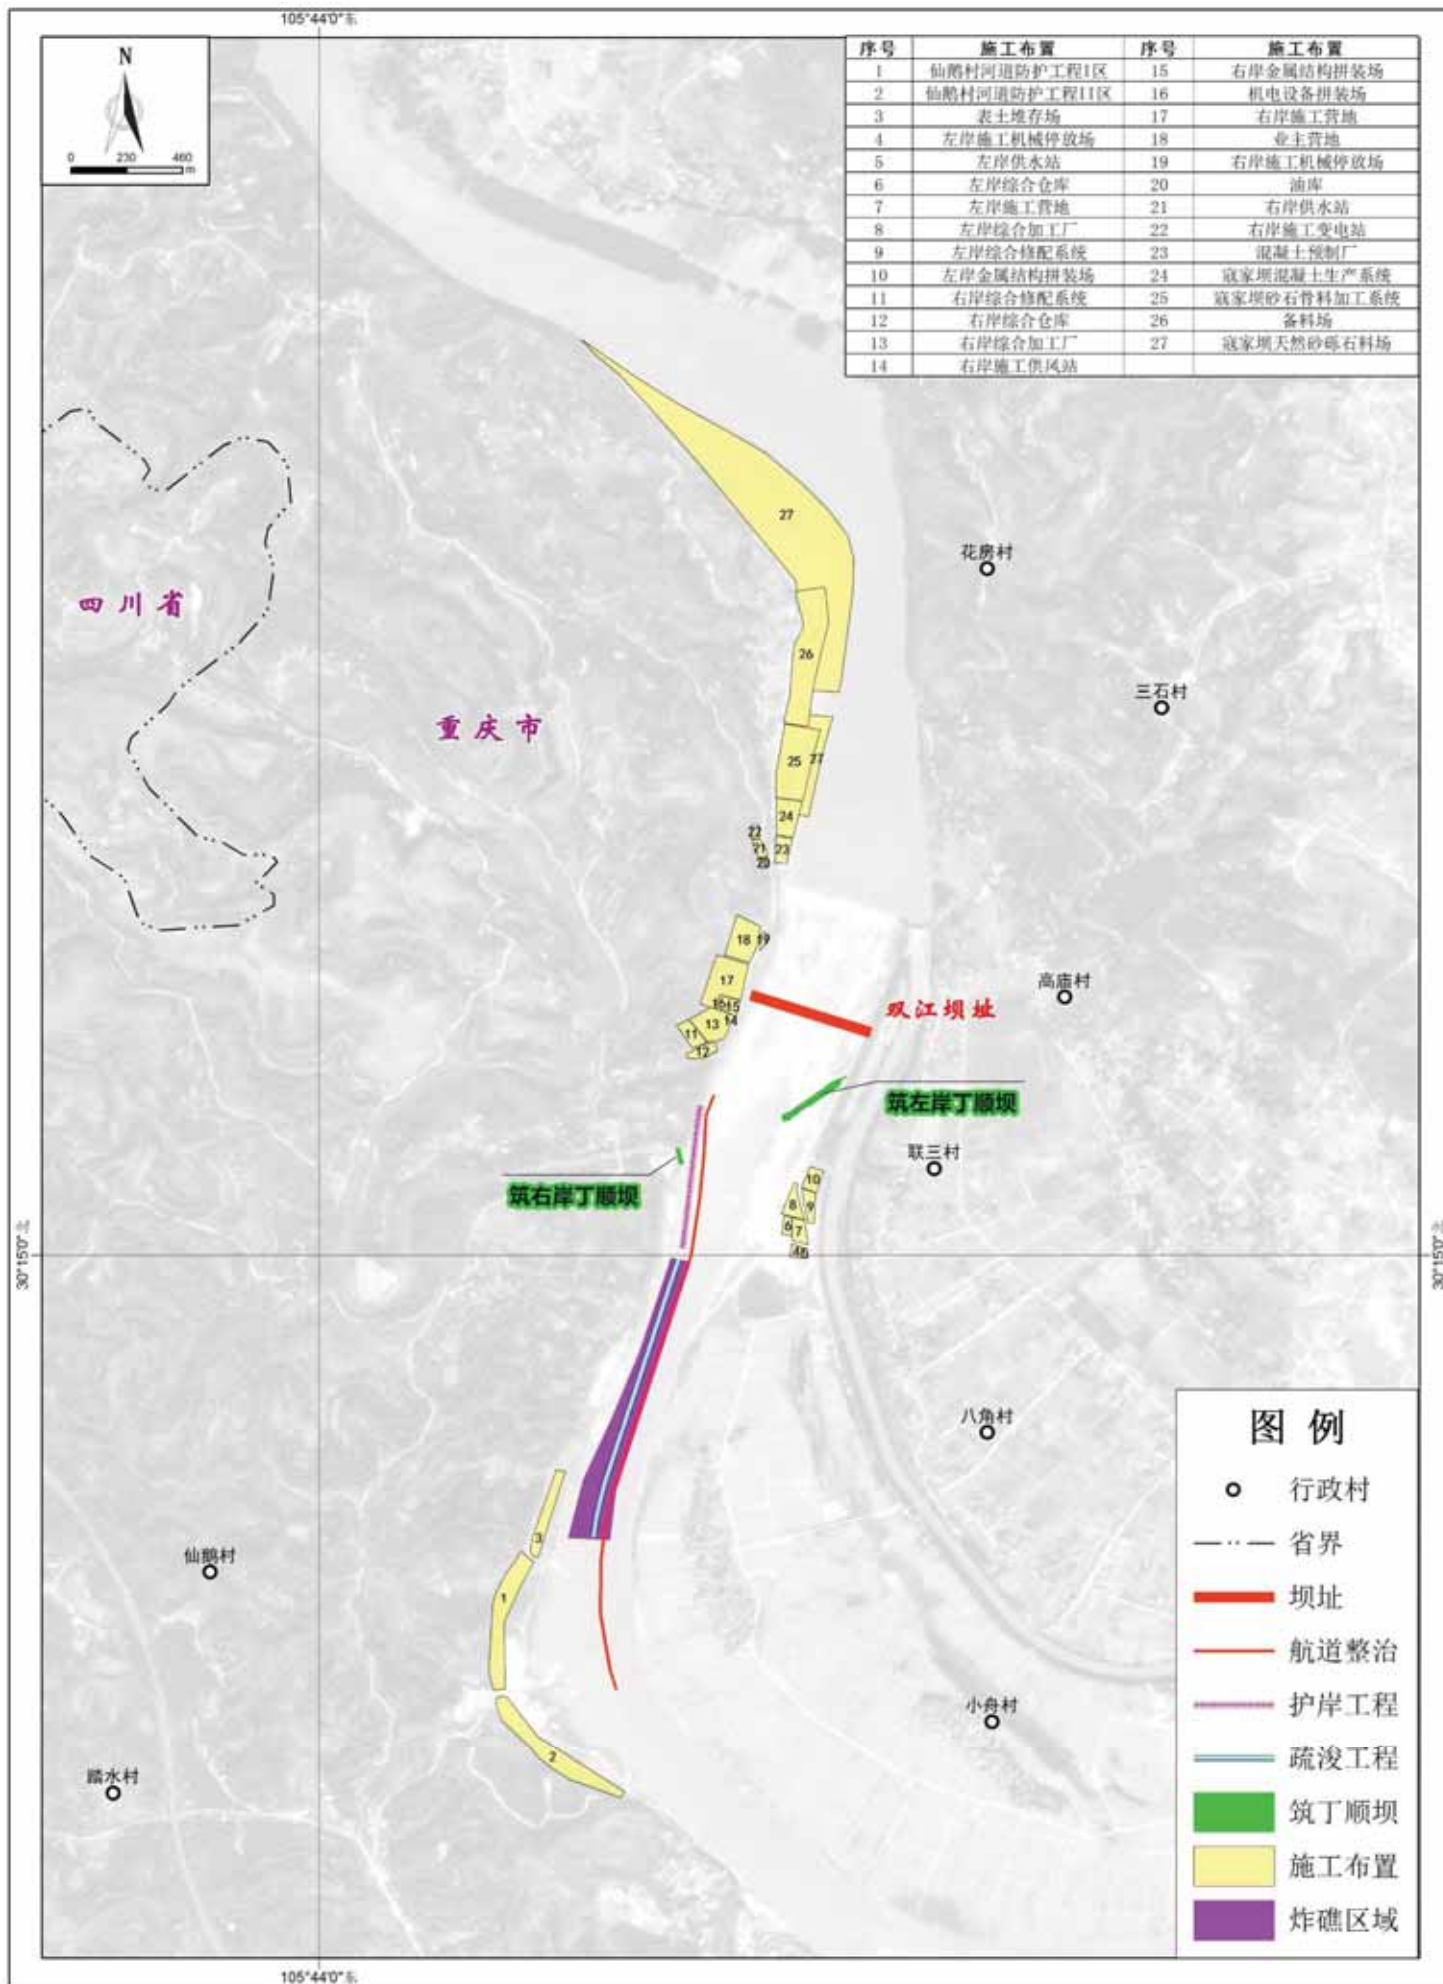 105°44'0"东
N
0 230 460
m
序号 施工布置 序号 施工布置
1 仙鹅村河道防护工程I区 15 右岸金属结构拼装场
2 仙鹅村河道防护工程II区 16 机电设备拼装场
3 表土堆存场 17 右岸施工营地
4 左岸施工机械停放场 18 业主营地
5 左岸供水站 19 右岸施工机械停放场
6 左岸综合仓库 20 油库
7 左岸施工营地 21 右岸供水站
8 左岸综合加工厂 22 右岸施工变电站
9 左岸综合修配系统 23 混凝土预制厂
10 左岸金属结构拼装场 24 寇家坝混凝土生产系统
11 右岸综合修配系统 25 寇家坝砂石骨料加工系统
12 右岸综合仓库 26 备料场
13 右岸综合加工厂 27 寇家坝天然砂砾石料场
14 右岸施工供风站
27
花房村
四川省
26
三石村
重庆市
25 27
24
22
21 23
20
18 19
17
高庙村
16 15
双江坝址
13 14
11
12
筑左岸丁顺坝
联三村
10
筑右岸丁顺坝
8 9
6 7
30°15'0"北
30°15'0"北
八角村
3
仙鹅村
1
小舟村
2
踏水村
图例
行政村
省界
坝址
航道整治
护岸工程
疏浚工程
筑丁顺坝
施工布置
炸礁区域
105°44'0"东